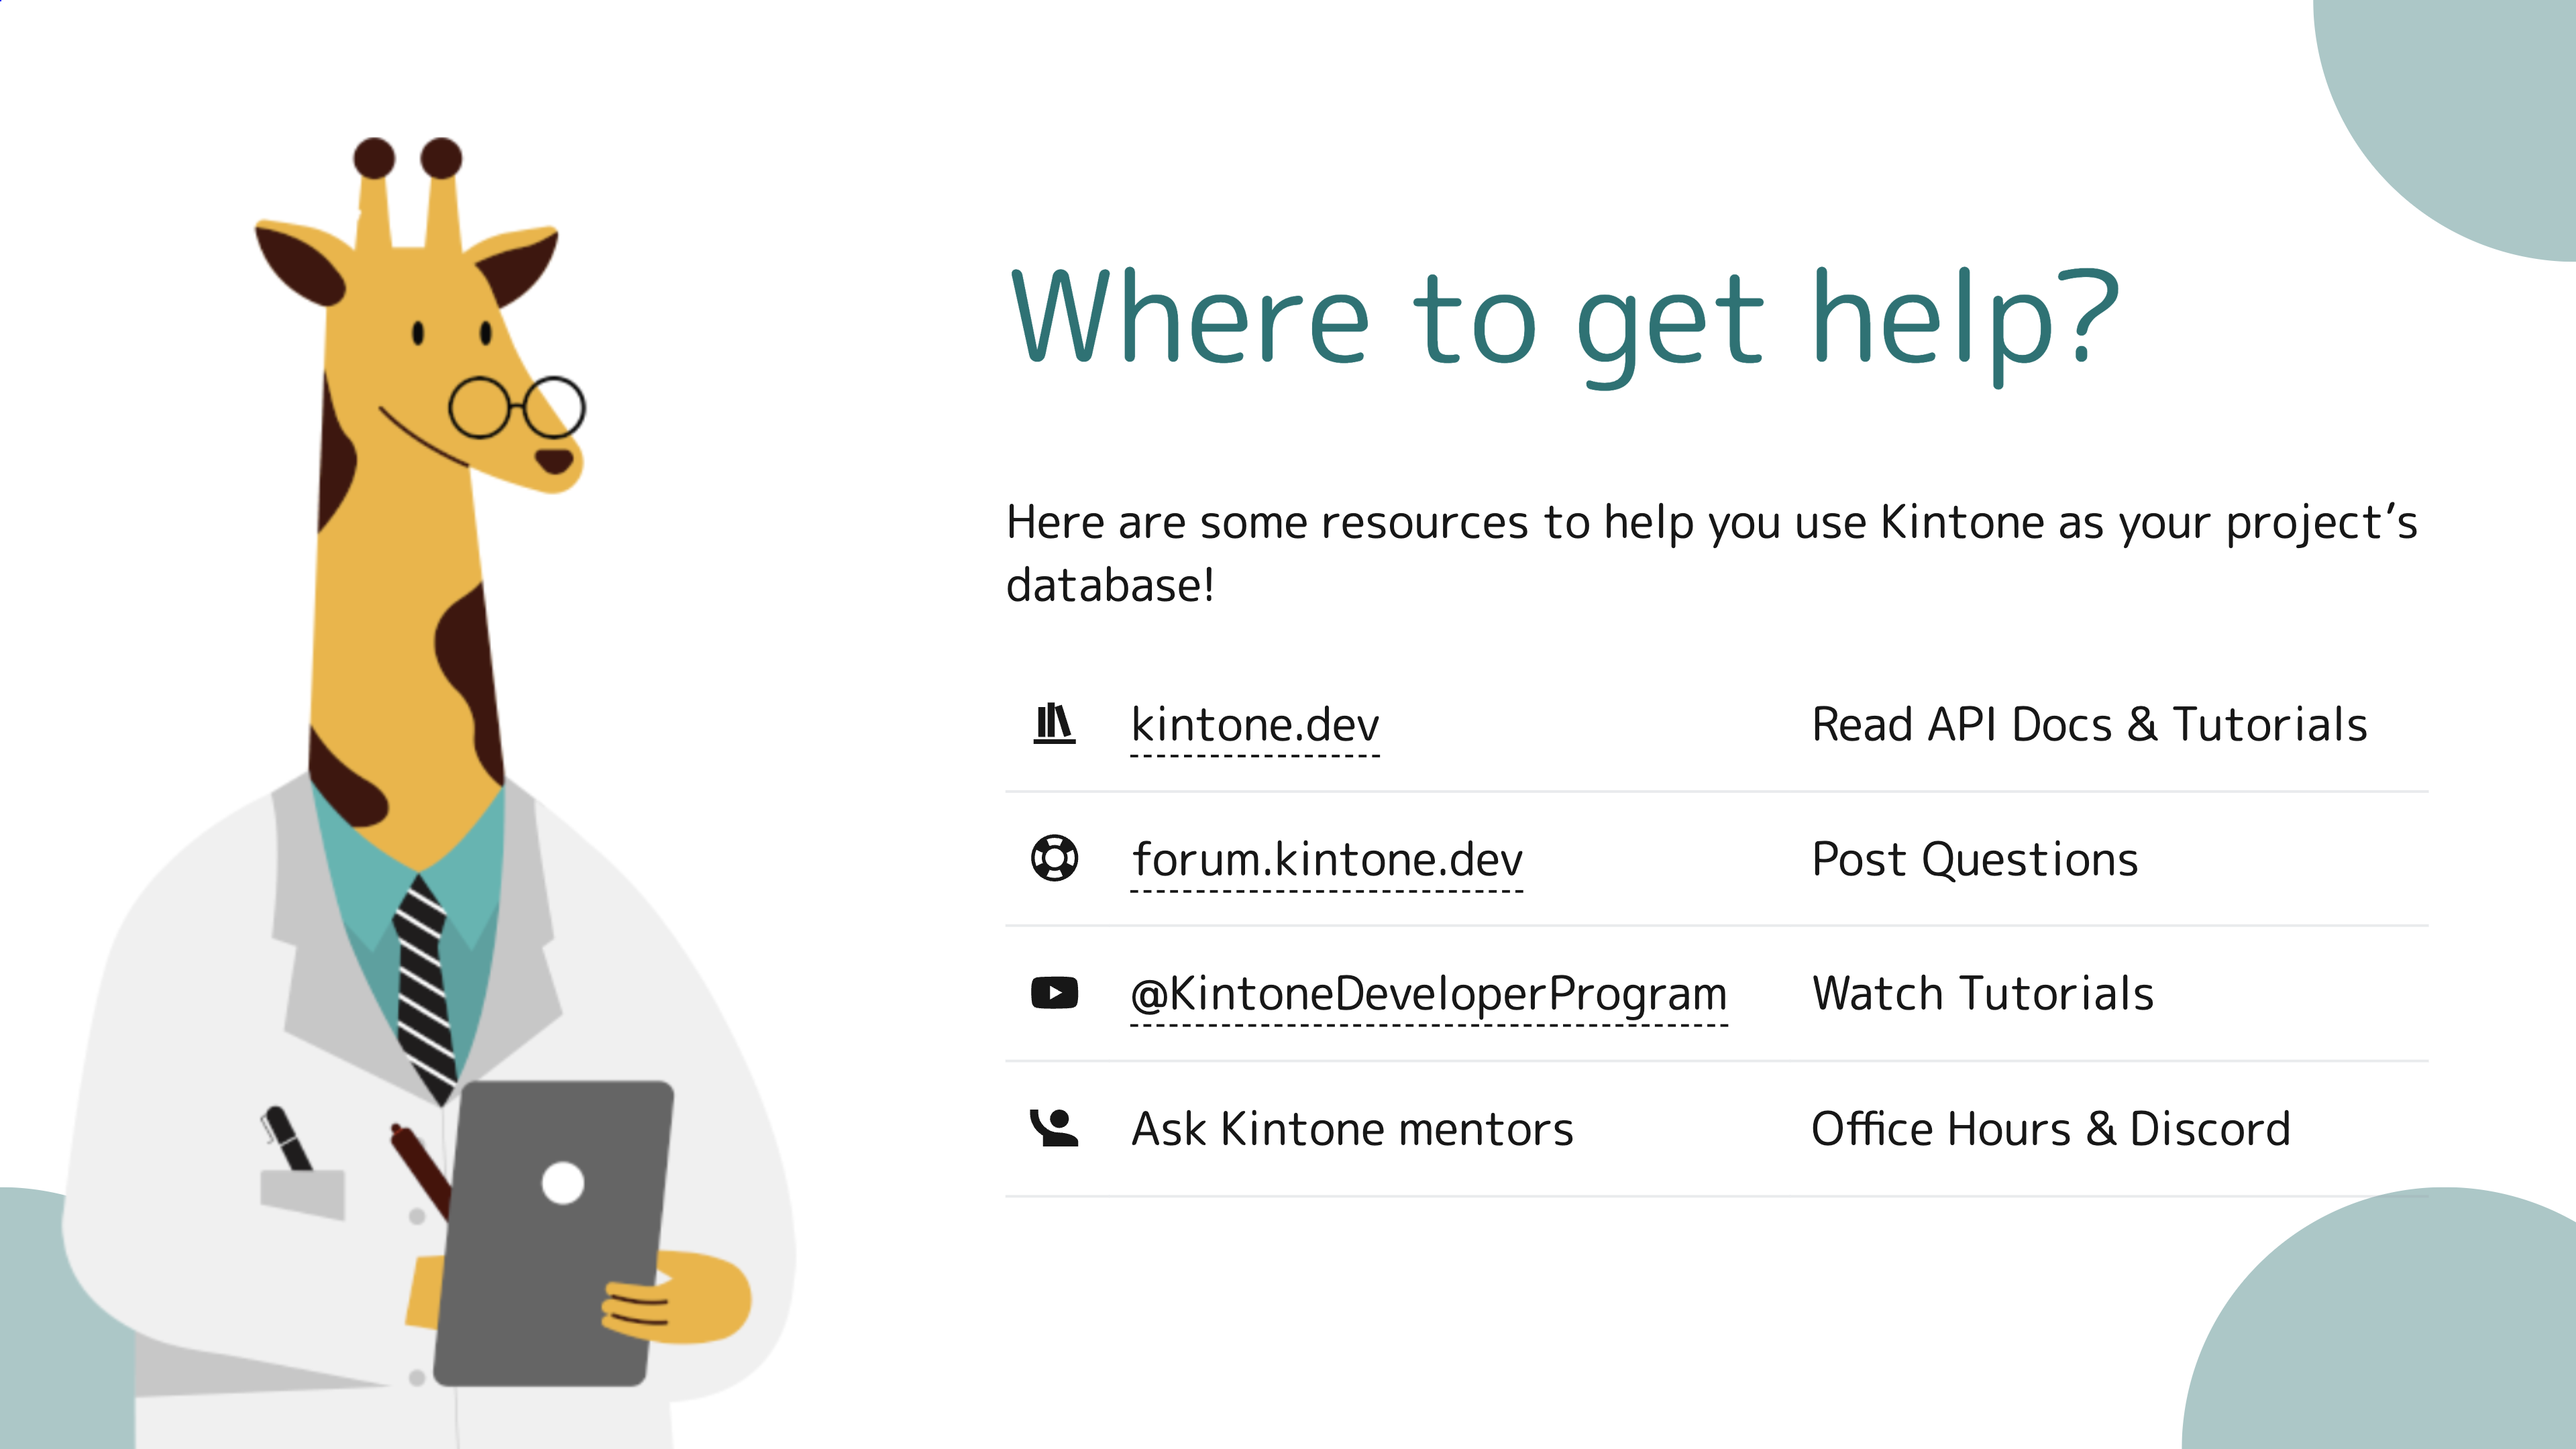 Where to get help?
Here are some resources to help you use Kintone as your project’s
database!
kintone.dev Read API Docs & Tutorials
forum.kintone.dev Post Questions
@KintoneDeveloperProgram Watch Tutorials
Ask Kintone mentors Office Hours & Discord